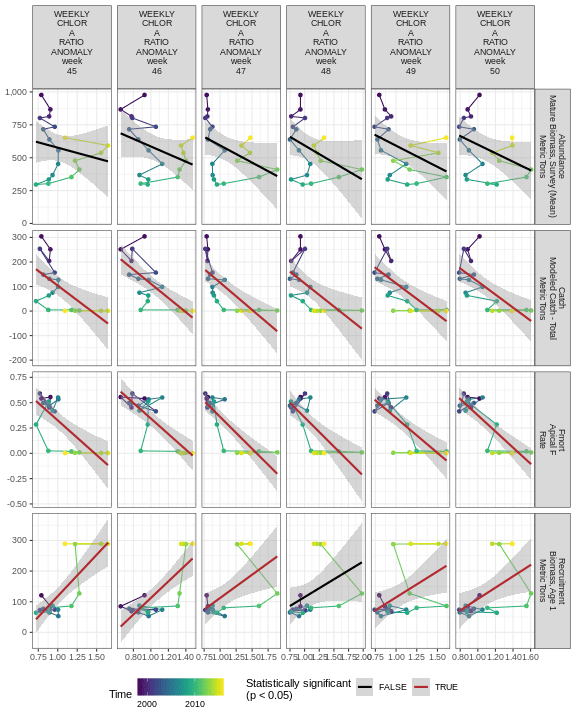 WEEKLY
CHLOR
A
RATIO
ANOMALY
week
45
WEEKLY
CHLOR
A
RATIO
ANOMALY
week
46
WEEKLY
CHLOR
A
RATIO
ANOMALY
week
47
WEEKLY
CHLOR
A
RATIO
ANOMALY
week
48
WEEKLY
CHLOR
A
RATIO
ANOMALY
week
49
WEEKLY
CHLOR
A
RATIO
ANOMALY
week
50
1,000
750
500
250
0
Abundance
Mature Biomass, Survey (Mean)
Metric Tons
300
200
100
0
-100
-200
Catch
Modeled Catch - Total
Metric Tons
0.75
0.50
0.25
0.00
-0.25
-0.50
Fmort
Apical F
Rate
300
200
100
0
Recruitment
Biomass, Age 1
Metric Tons
0.75 1.00 1.25 1.50
0.80 1.00 1.20 1.40
0.75 1.00 1.25 1.50 1.75
0.75 1.00 1.25 1.50 1.75 2.00
0.75 1.00 1.25 1.50
0.80 1.00 1.20 1.40 1.60
Time
2000 2010
Statistically significant
(p < 0.05)
FALSE
TRUE